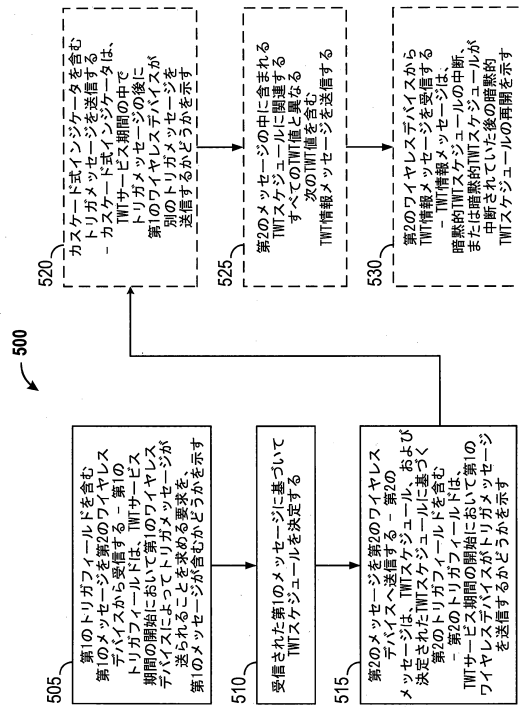 500
505
第1のトリガフィールドを含む
第1のメッセージを第2のワイヤレス
デバイスから受信する - 第1の
トリガフィールドは、TWTサービス
期間の開始において第1のワイヤレス
デバイスによってトリガメッセージが
送られることを求める要求を、
第1のメッセージが含むかどうかを示す
510
受信された第1のメッセージに基づいて
TWTスケジュールを決定する
515
第2のメッセージを第2のワイヤレス
デバイスへ送信する - 第2の
メッセージは、TWTスケジュール、および
決定されたTWTスケジュールに基づく
第2のトリガフィールドを含む
- 第2のトリガフィールドは、
TWTサービス期間の開始において第1の
ワイヤレスデバイスがトリガメッセージ
を送信するかどうかを示す
520
カスケード式インジケータを含む
トリガメッセージを送信する
- カスケード式インジケータは、
TWTサービス期間の中で
トリガメッセージの後に
第1のワイヤレスデバイスが
別のトリガメッセージを
送信するかどうかを示す
525
第2のメッセージの中に含まれる
TWTスケジュールに関連する
すべてのTWT値と異なる
次のTWT値を含む
TWT情報メッセージを送信する
530
第2のワイヤレスデバイスから
TWT情報メッセージを受信する
- TWT情報メッセージは、
暗黙的TWTスケジュールの中断、
または暗黙的TWTスケジュールが
中断されていた後の暗黙的
TWTスケジュールの再開を示す